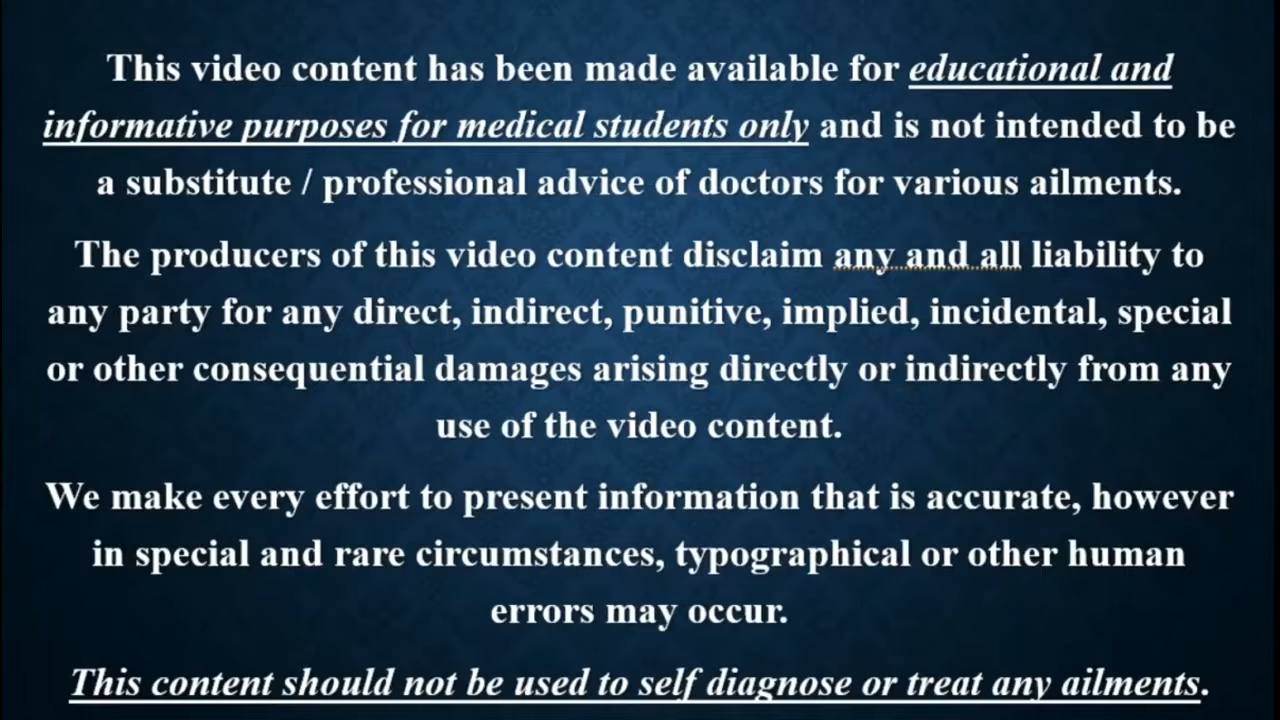 This video content has been made available for educational and
informative purposes for medical students only and is not intended to be
a substitute / professional advice of doctors for various ailments.
The producers of this video content disclaim any and all liability to
any party for any direct, indirect, punitive, implied, incidental, special
or other consequential damages arising directly or indirectly from any
use of the video content.
We make every effort to present information that is accurate, however
in special and rare circumstances, typographical or other human
errors may occur.
This content should not be used to self diagnose or treat any ailments.